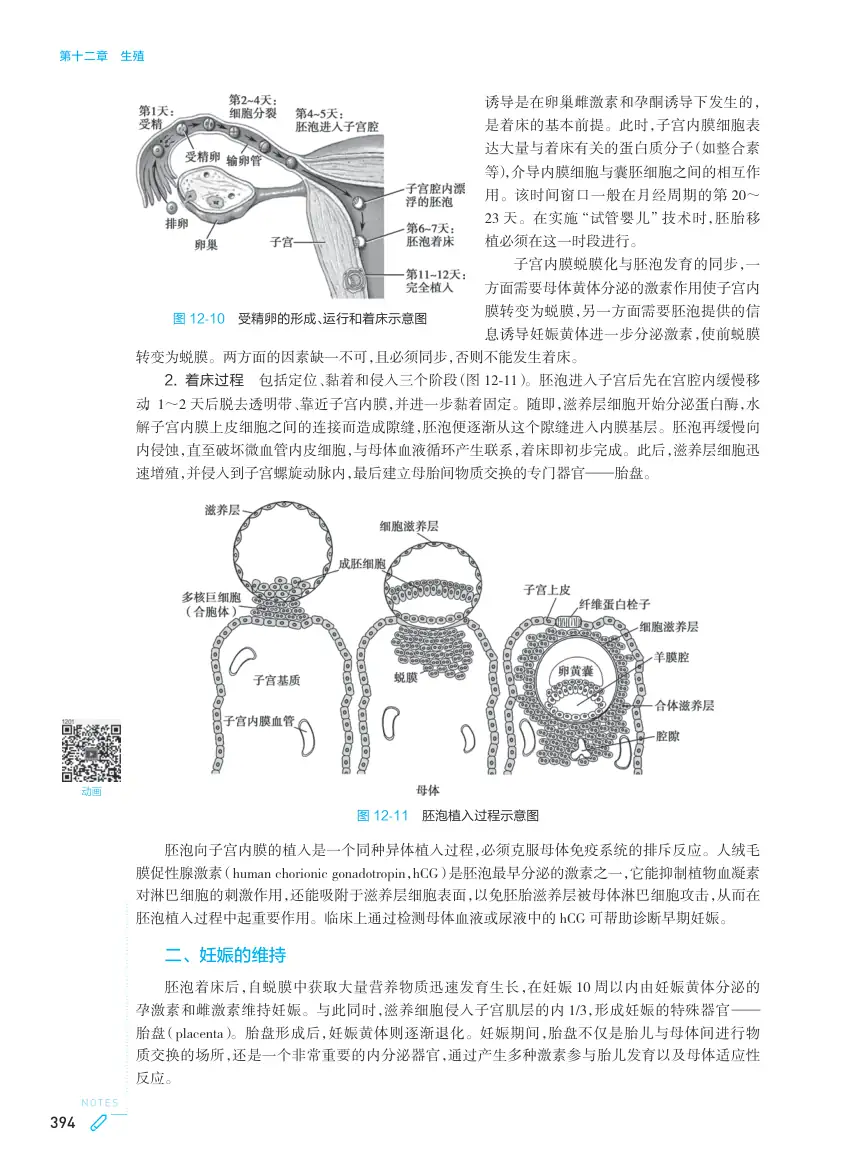 第十二章 生殖
第1天：
受精
第2~4天：
细胞分裂
第4~5天：
胚泡进入子宫腔
受精卵 输卵管
子宫腔内漂
浮的胚泡
排卵
卵巢
子宫
第6~7天：
胚泡着床
第11~12天：
完全植入
图 12-10 受精卵的形成、运行和着床示意图
诱导是在卵巢雌激素和孕酮诱导下发生的，
是着床的基本前提。此时，子宫内膜细胞表
达大量与着床有关的蛋白质分子（如整合素
等），介导内膜细胞与囊胚细胞之间的相互作
用。该时间窗口一般在月经周期的第 20～
23 天。在实施“试管婴儿”技术时，胚胎移
植必须在这一时段进行。
子宫内膜蜕膜化与胚泡发育的同步，一
方面需要母体黄体分泌的激素作用使子宫内
膜转变为蜕膜，另一方面需要胚泡提供的信
息诱导妊娠黄体进一步分泌激素，使前蜕膜
转变为蜕膜。两方面的因素缺一不可，且必须同步，否则不能发生着床。
2. 着床过程 包括定位、黏着和侵入三个阶段（图 12-11）。胚泡进入子宫后先在宫腔内缓慢移
动，1～2 天后脱去透明带、靠近子宫内膜，并进一步黏着固定。随即，滋养层细胞开始分泌蛋白酶，水
解子宫内膜上皮细胞之间的连接而造成隙缝，胚泡便逐渐从这个隙缝进入内膜基层。胚泡再缓慢向
内侵蚀，直至破坏微血管内皮细胞，与母体血液循环产生联系，着床即初步完成。此后，滋养层细胞迅
速增殖，并侵入到子宫螺旋动脉内，最后建立母胎间物质交换的专门器官——胎盘。
滋养层
细胞滋养层
成胚细胞
多核巨细胞
（合胞体）
子宫上皮
纤维蛋白栓子
细胞滋养层
羊膜腔
卵黄囊
子宫基质
蜕膜
合体滋养层
子宫内膜血管
腔隙
母体
图 12-11 胚泡植入过程示意图
1201
动画
胚泡向子宫内膜的植入是一个同种异体植入过程，必须克服母体免疫系统的排斥反应。人绒毛
膜促性腺激素（human chorionic gonadotropin，hCG）是胚泡最早分泌的激素之一，它能抑制植物血凝素
对淋巴细胞的刺激作用，还能吸附于滋养层细胞表面，以免胚胎滋养层被母体淋巴细胞攻击，从而在
胚泡植入过程中起重要作用。临床上通过检测母体血液或尿液中的 hCG 可帮助诊断早期妊娠。
二、妊娠的维持
胚泡着床后，自蜕膜中获取大量营养物质迅速发育生长，在妊娠 10 周以内由妊娠黄体分泌的
孕激素和雌激素维持妊娠。与此同时，滋养细胞侵入子宫肌层的内 1/3，形成妊娠的特殊器官——
胎盘（placenta）。胎盘形成后，妊娠黄体则逐渐退化。妊娠期间，胎盘不仅是胎儿与母体间进行物
质交换的场所，还是一个非常重要的内分泌器官，通过产生多种激素参与胎儿发育以及母体适应性
反应。
NOTES
394